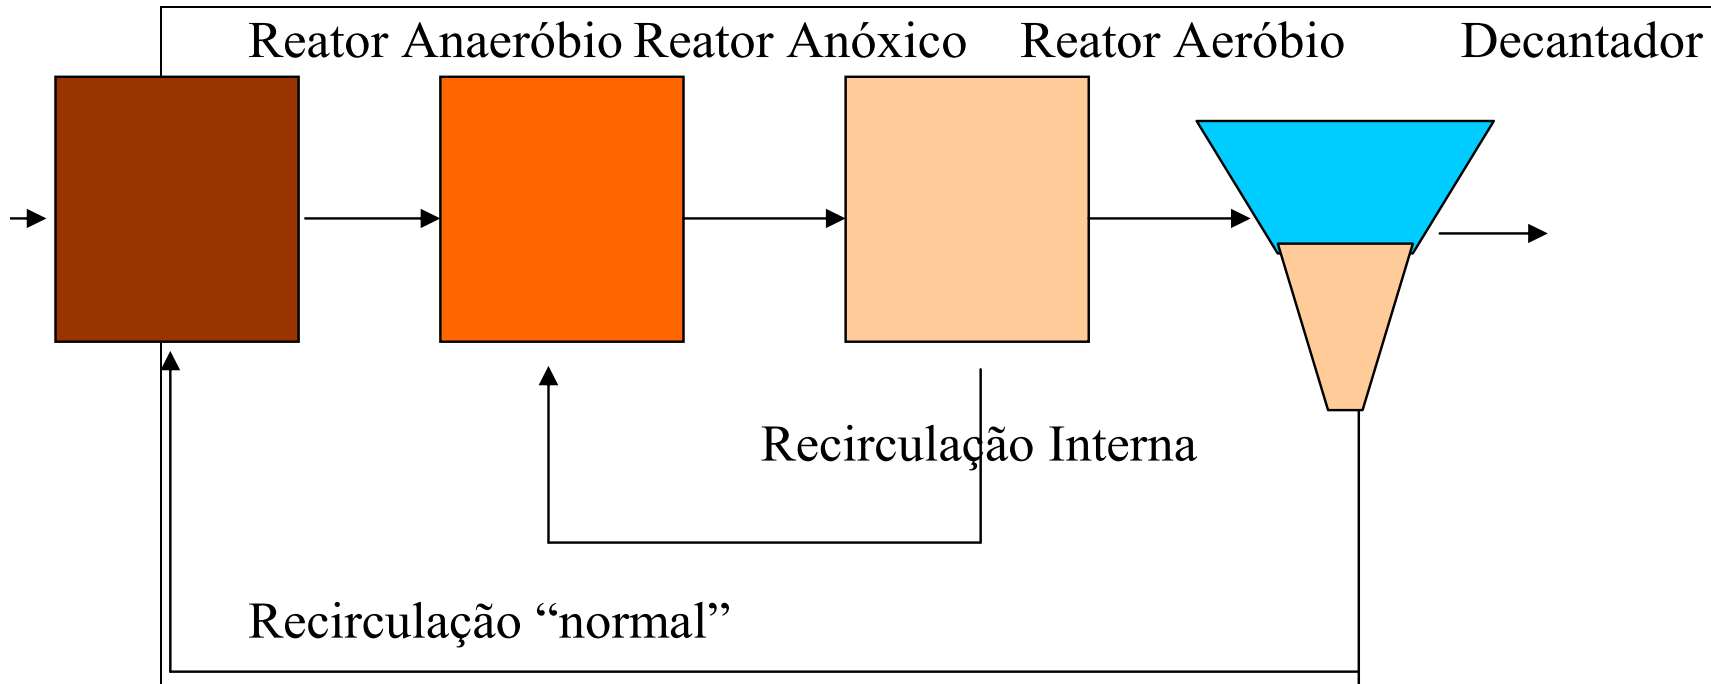 Reator Anaeróbio Reator Anóxico Reator Aeróbio Decantador
Recirculação Interna
Recirculação “normal”